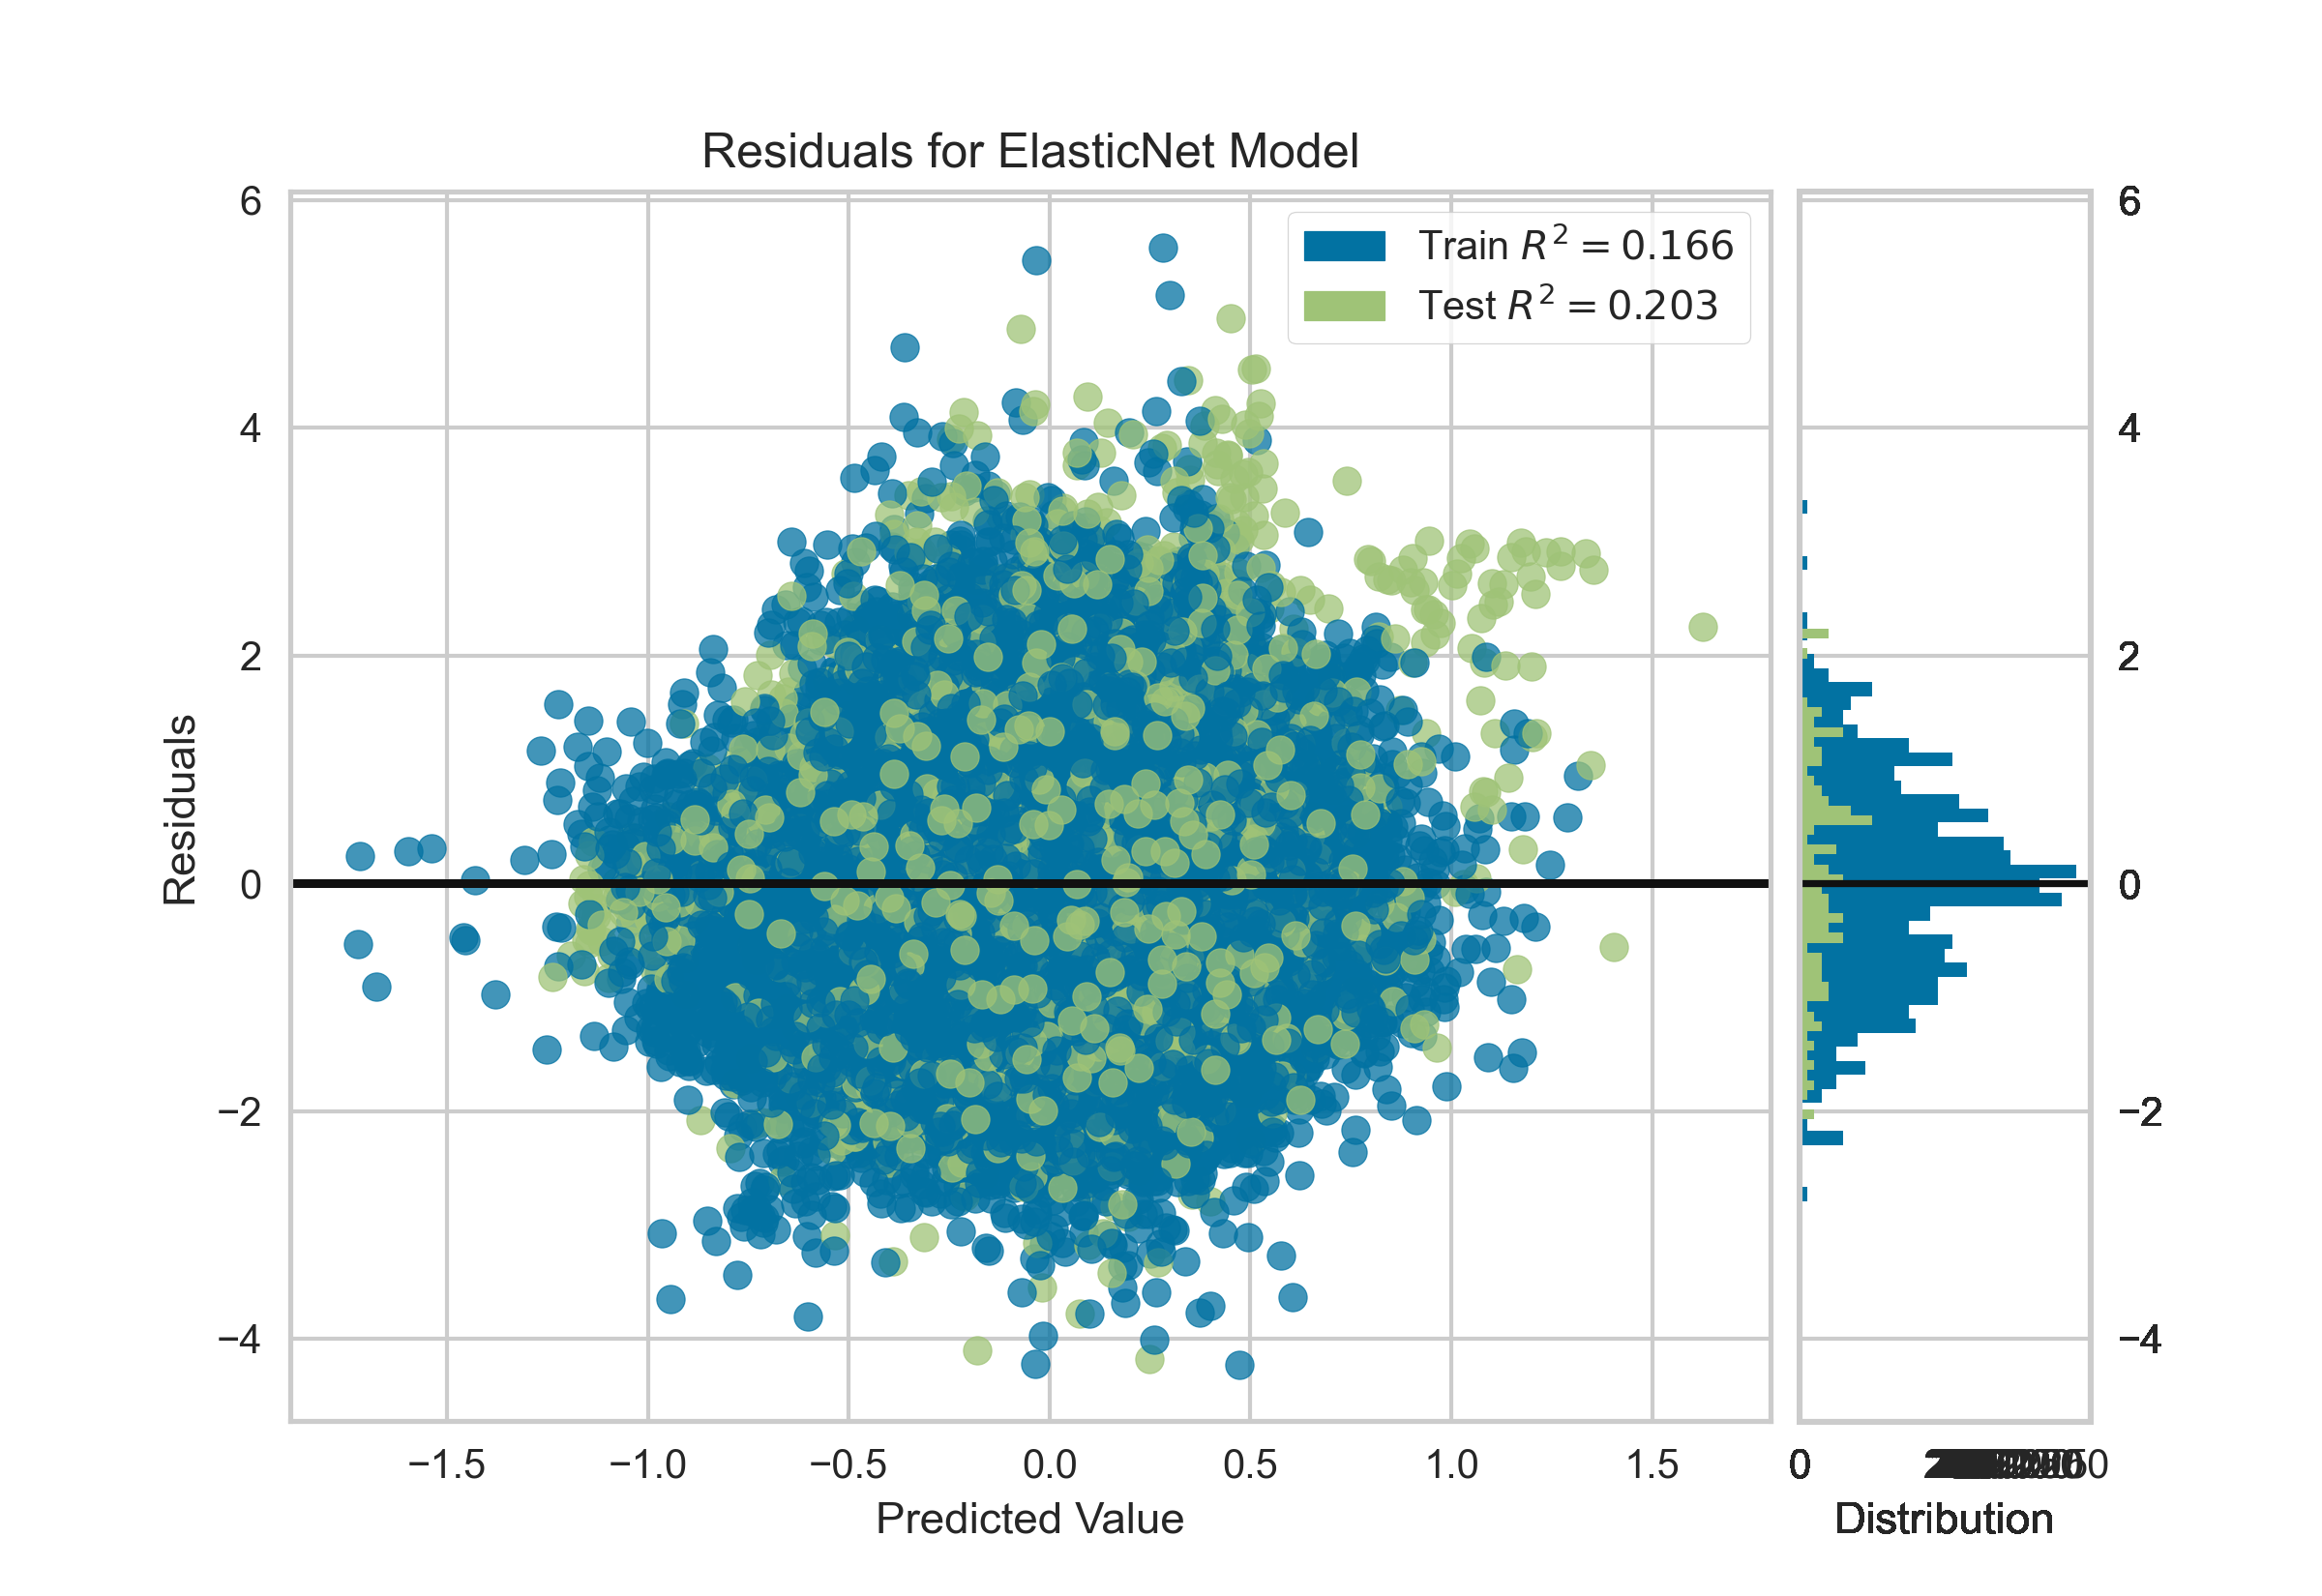 Residuals for ElasticNet Model
Train R² = 0.166
Test R² = 0.203
6
4
2
0
−2
−4
Residuals
−1.5 −1.0 −0.5 0.0 0.5 1.0 1.5
Predicted Value
6
4
2
0
−2
−4
0
Distribution